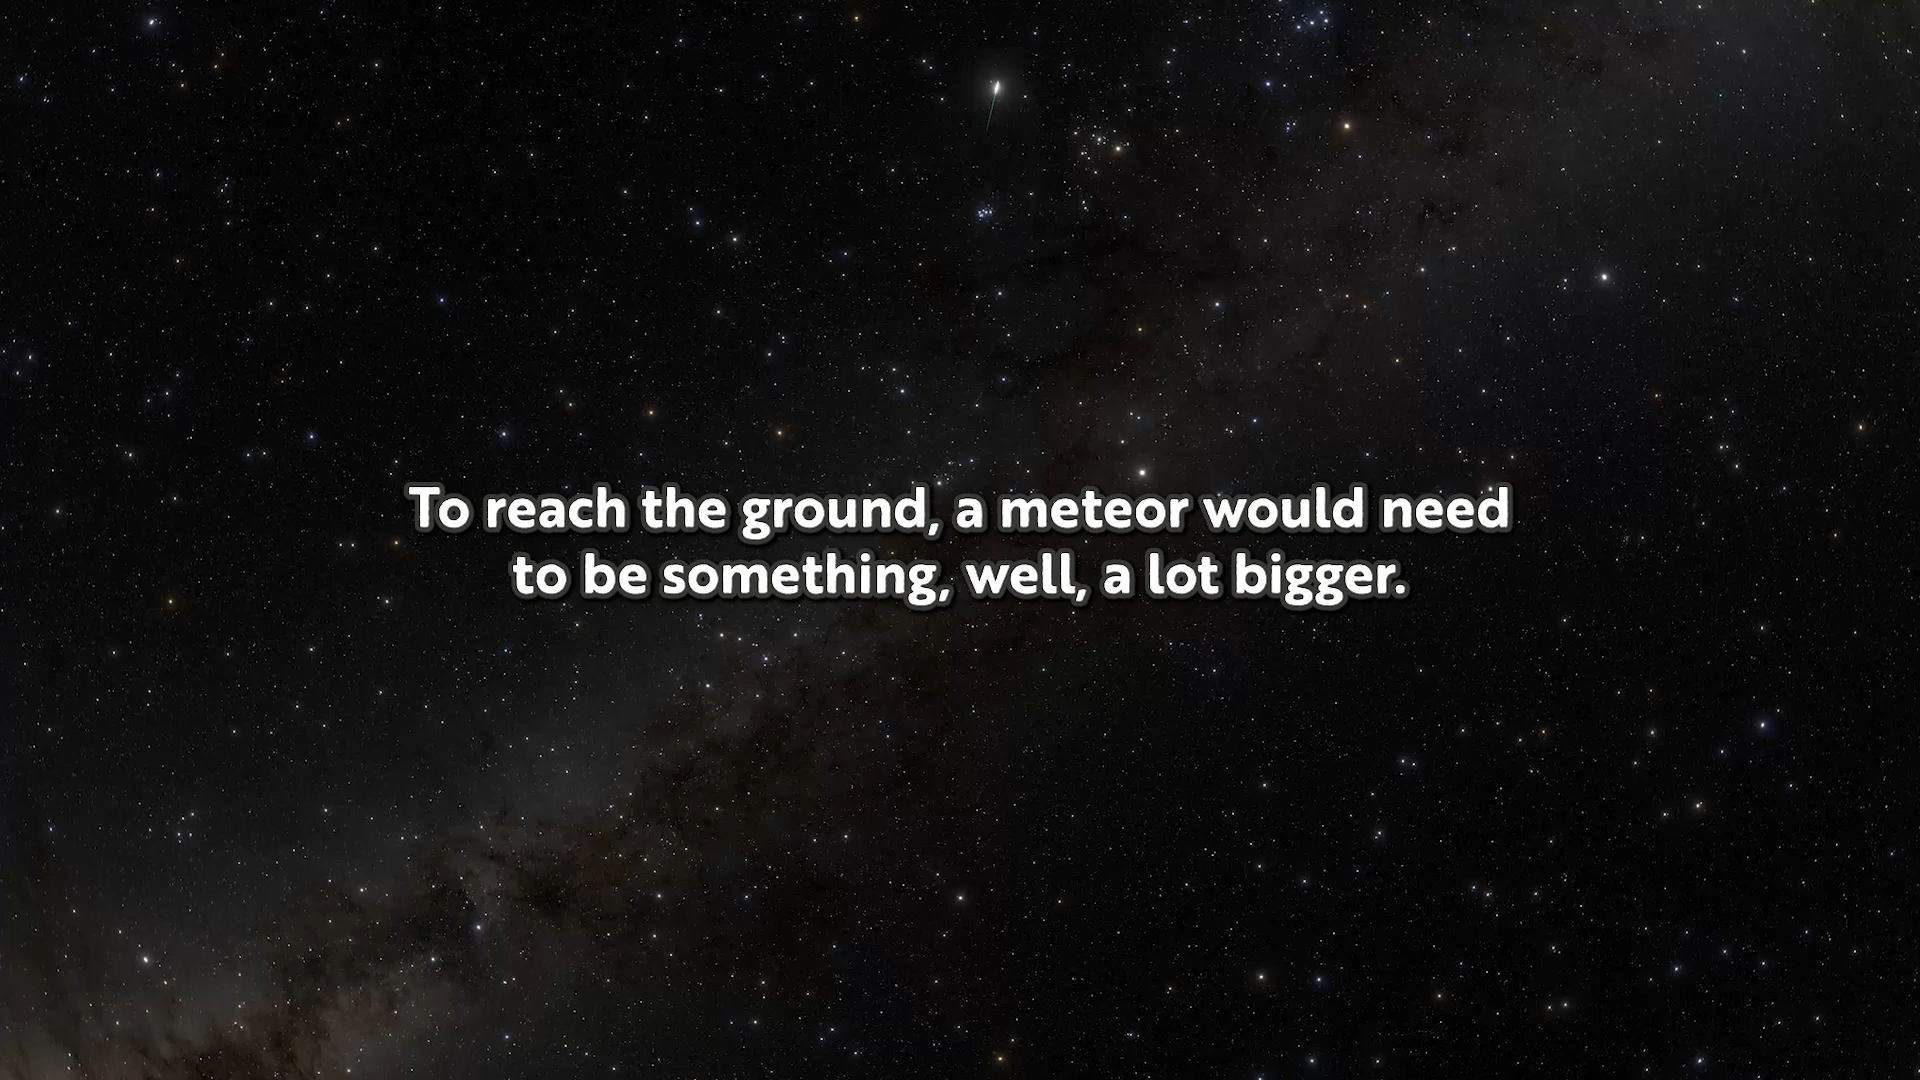 To reach the ground, a meteor would need
to be something, well, a lot bigger.